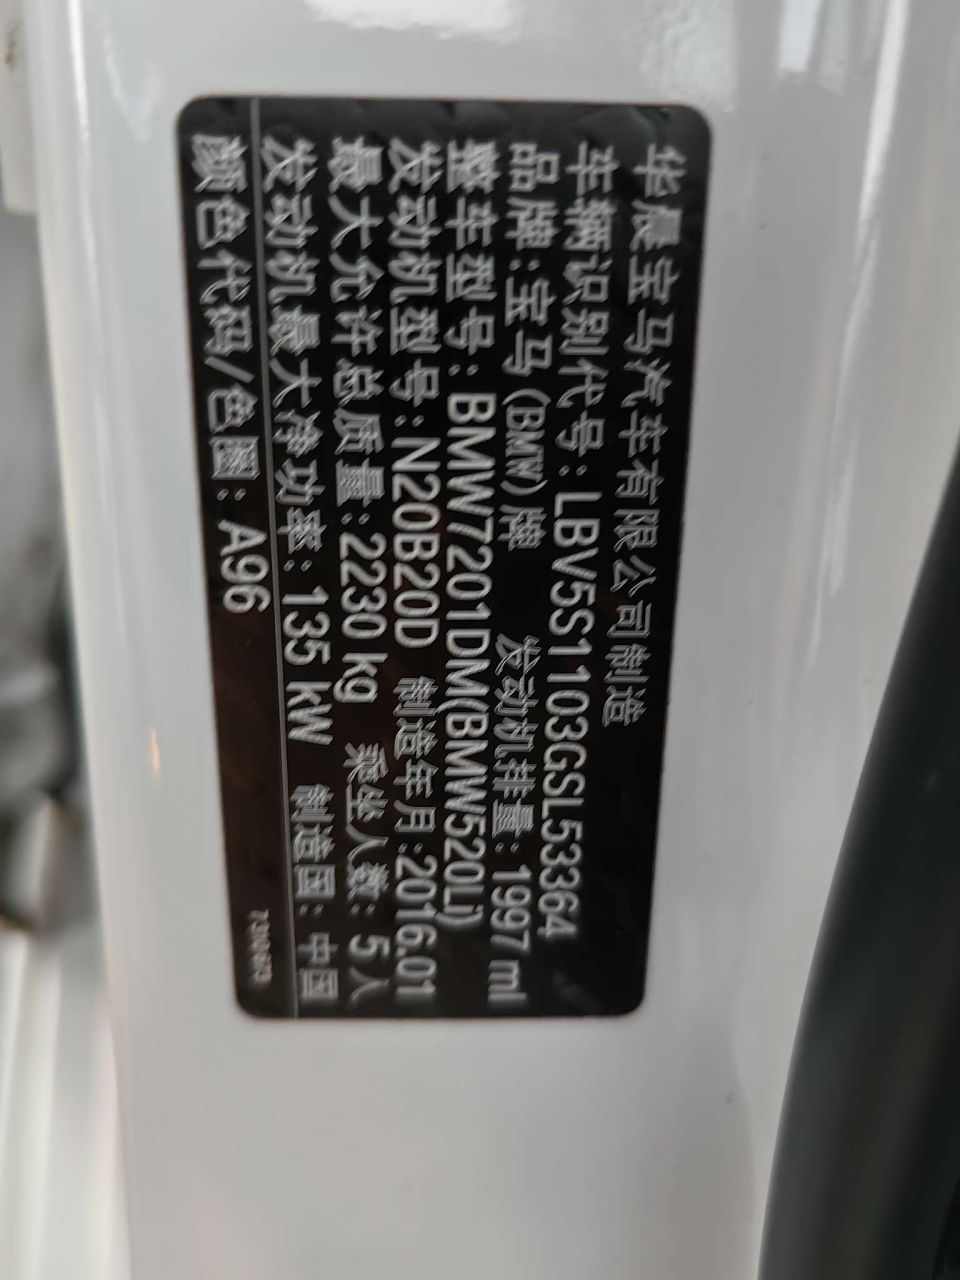 华晨宝马汽车有限公司制造
车辆识别代号：LBV5S1103GSL53364
品牌：宝马（BMW）牌 发动机排量：1997 ml
整车型号：BMW7201DM(BMW520Li)
发动机型号：N20B20D 制造年月：2016.01
最大允许总质量：2230 kg 乘坐人数：5人
发动机最大净功率：135 kW 制造国：中国
颜色代码/色圈：A96